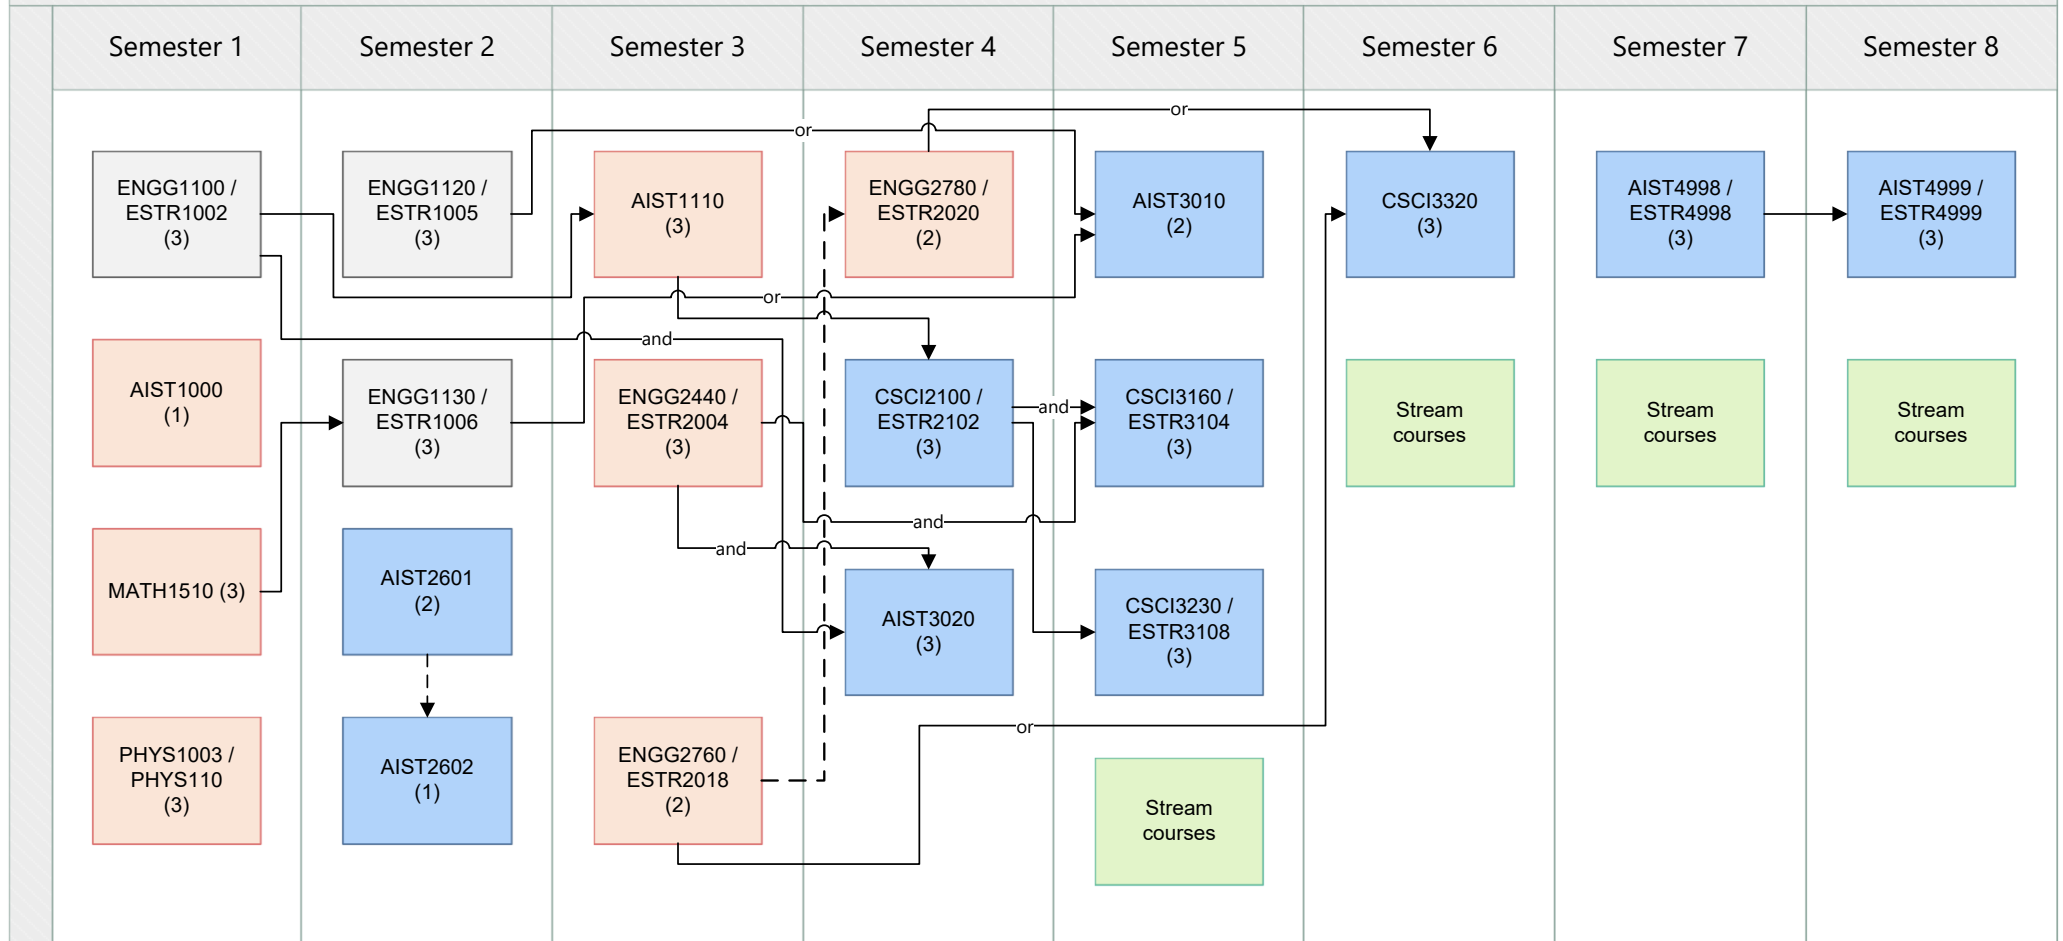 Semester 1
Semester 2
Semester 3
Semester 4
Semester 5
Semester 6
Semester 7
Semester 8
or
or
ENGG1100 /
ESTR1002
(3)
ENGG1120 /
ESTR1005
(3)
AIST1110
(3)
ENGG2780 /
ESTR2020
(2)
AIST3010
(2)
CSCI3320
(3)
AIST4998 /
ESTR4998
(3)
AIST4999 /
ESTR4999
(3)
or
and
AIST1000
(1)
ENGG1130 /
ESTR1006
(3)
ENGG2440 /
ESTR2004
(3)
CSCI2100 /
ESTR2102
(3)
and
CSCI3160 /
ESTR3104
(3)
Stream
courses
Stream
courses
Stream
courses
and
and
MATH1510 (3)
AIST2601
(2)
AIST3020
(3)
CSCI3230 /
ESTR3108
(3)
or
PHYS1003 /
PHYS110
(3)
AIST2602
(1)
ENGG2760 /
ESTR2018
(2)
Stream
courses